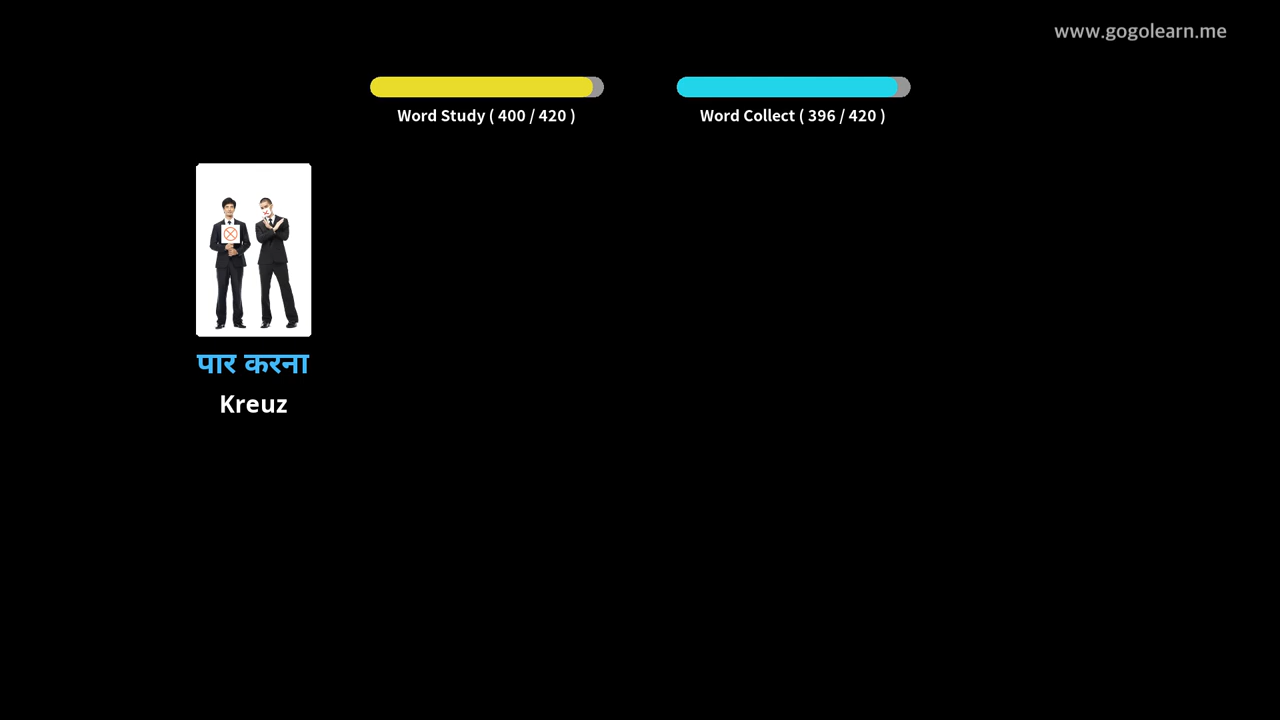 www.gogolearn.me
Word Study ( 400 / 420 )
Word Collect ( 396 / 420 )
पार करना
Kreuz